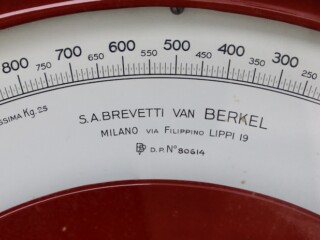 800 750 700 650 600 550 500 450 400 350 300 250
SSIMA Kg. 25
S.A. BREVETTI VAN BERKEL
MILANO VIA FILIPPINO LIPPI 19
D.P. Nº 80614